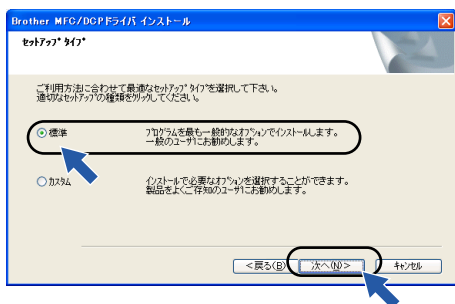 Brother MFC/DCPドライバ インストール
セットアップ タイプ
ご利用方法に合わせて最適なセットアップ タイプを選択して下さい。
適切なセットアップの種類をクリックしてください。
標準
プログラムを最も一般的なオプションでインストールします。
一般のユーザにお勧めします。
カスタム
インストールで必要なオプションを選択することができます。
製品をよくご存知のユーザにお勧めします。
<戻る(B)
次へ(N)>
キャンセル